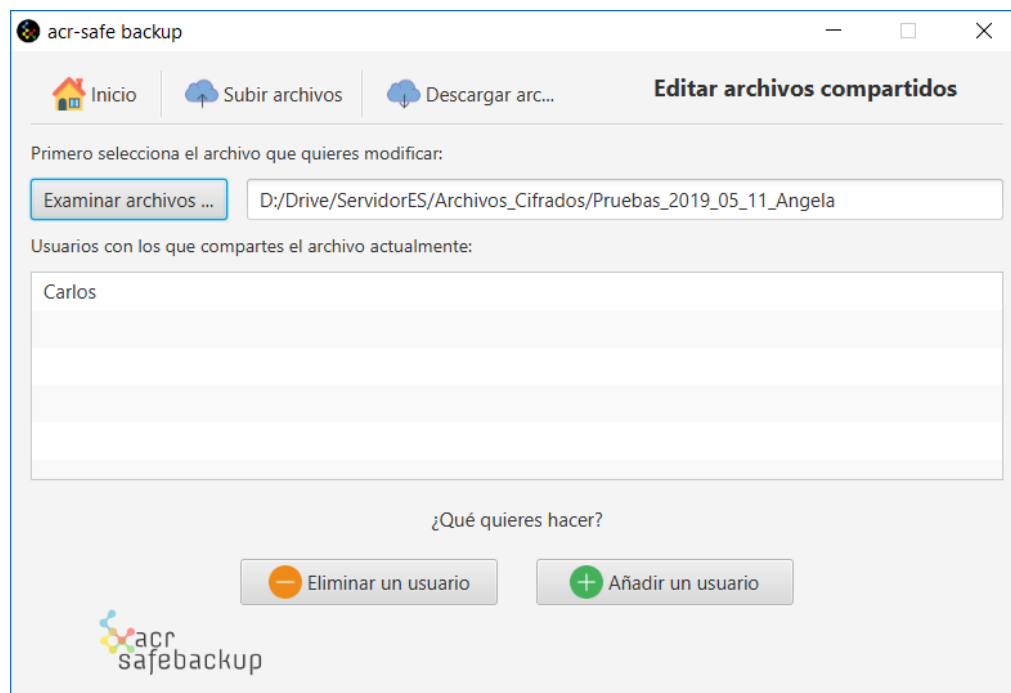 acr-safe backup
Inicio Subir archivos Descargar arc... Editar archivos compartidos
Primero selecciona el archivo que quieres modificar:
Examinar archivos ... D:/Drive/ServidorES/Archivos_Cifrados/Pruebas_2019_05_11_Angela
Usuarios con los que compartes el archivo actualmente:
Carlos
¿Qué quieres hacer?
Eliminar un usuario Añadir un usuario
acr
safebackup